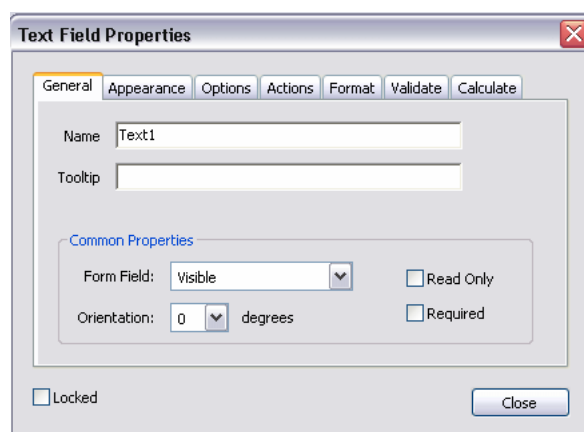 Text Field Properties
General Appearance Options Actions Format Validate Calculate
Name Text1
Tooltip
Common Properties
Form Field: Visible Read Only
Orientation: 0 degrees Required
Locked
Close